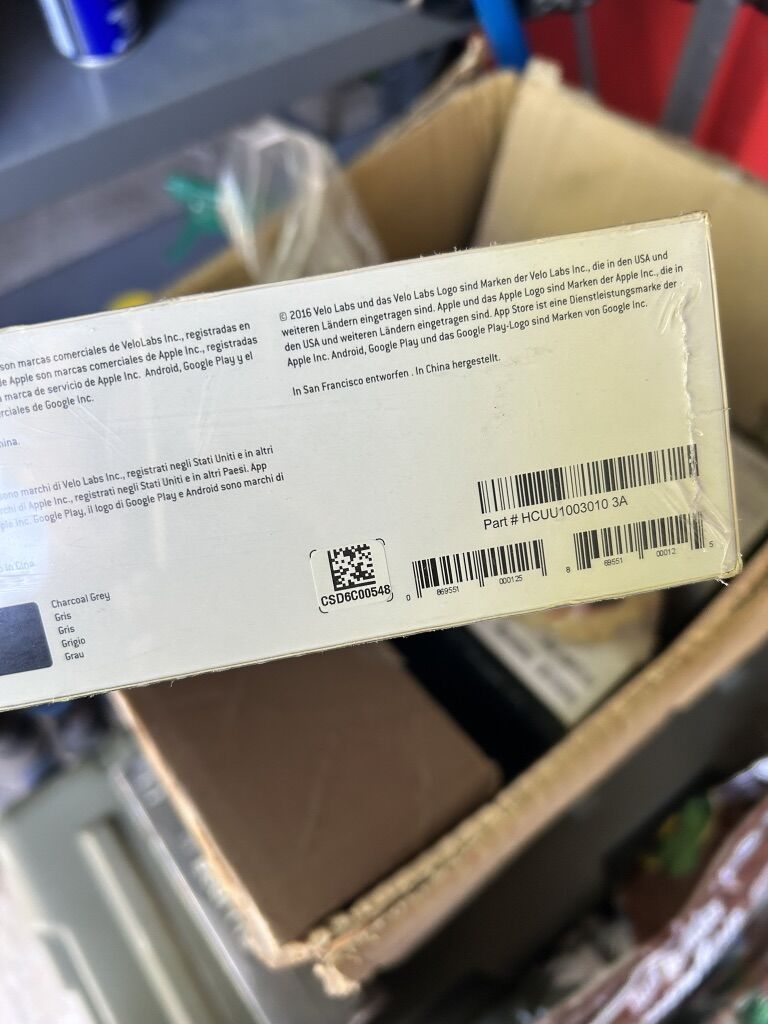 son marcas comerciales de VeloLabs Inc., registradas en
de Apple son marcas comerciales de Apple Inc., registradas
marca de servicio de Apple Inc. Android, Google Play y el
rciales de Google Inc.
hina.
sono marchi di Velo Labs Inc., registrati negli Stati Uniti e in altri
rchi di Apple Inc., registrati negli Stati Uniti e in altri Paesi. App
ple Inc. Google Play, il logo di Google Play e Android sono marchi di
o in Cina
© 2016 Velo Labs und das Velo Labs Logo sind Marken der Velo Labs Inc., die in den USA und
weiteren Ländern eingetragen sind. Apple und das Apple Logo sind Marken der Apple Inc., die in
den USA und weiteren Ländern eingetragen sind. App Store ist eine Dienstleistungsmarke der
Apple Inc. Android, Google Play und das Google Play-Logo sind Marken von Google Inc.
In San Francisco entworfen . In China hergestellt.
Charcoal Grey
Gris
Gris
Grigio
Grau
CSD6C00548
Part # HCUU1003010 3A
0 869551 000125
8 69551 00012 5